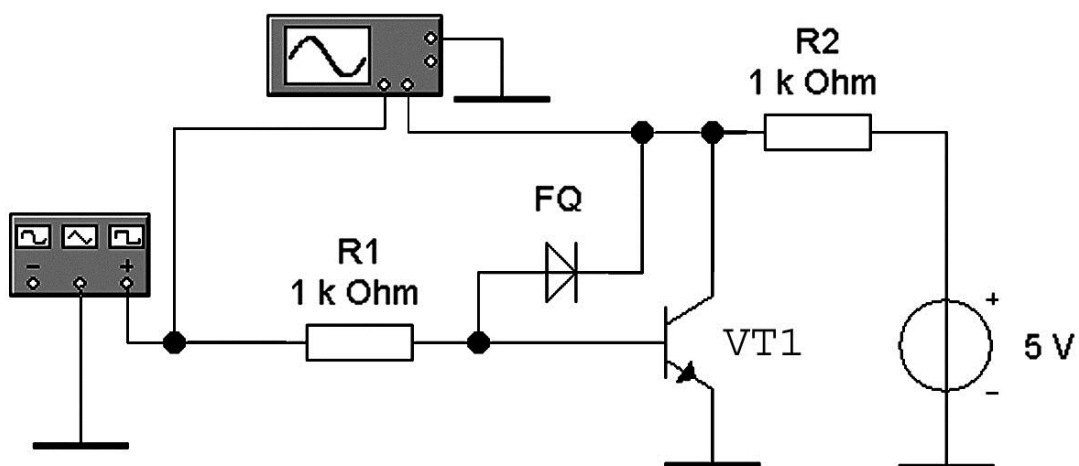 R2
1 k Ohm
FQ
R1
1 k Ohm
VT1
5 V
+
−
−
+